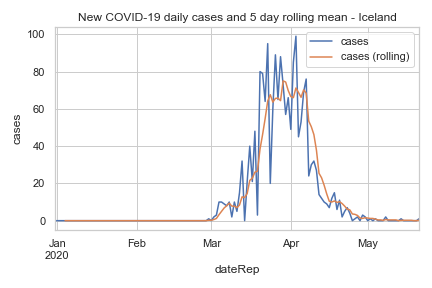 New COVID-19 daily cases and 5 day rolling mean - Iceland
cases
cases (rolling)
100
80
60
40
20
0
cases
Jan
2020
Feb
Mar
Apr
May
dateRep